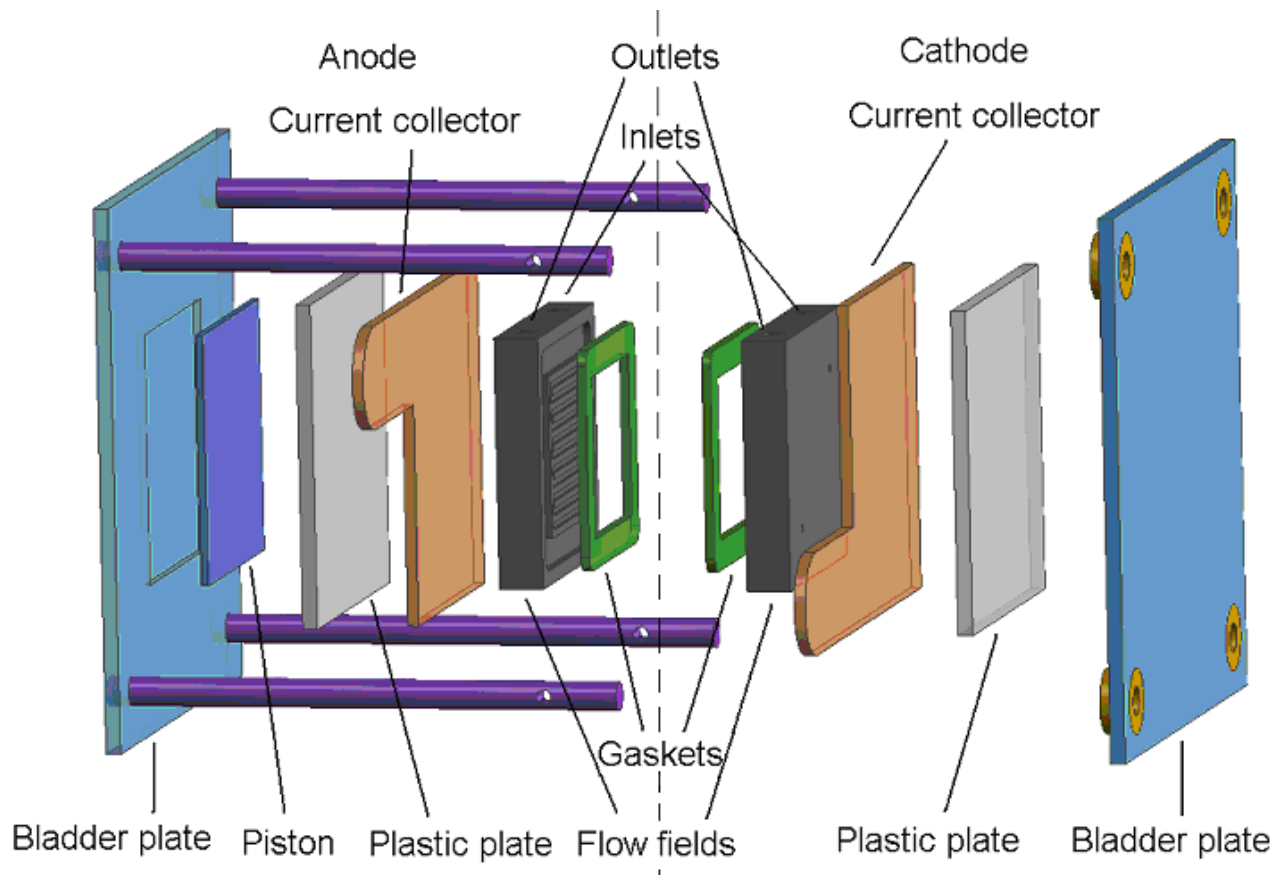 Anode
Outlets
Cathode
Current collector
Inlets
Current collector
Gaskets
Bladder plate
Piston
Plastic plate
Flow fields
Plastic plate
Bladder plate